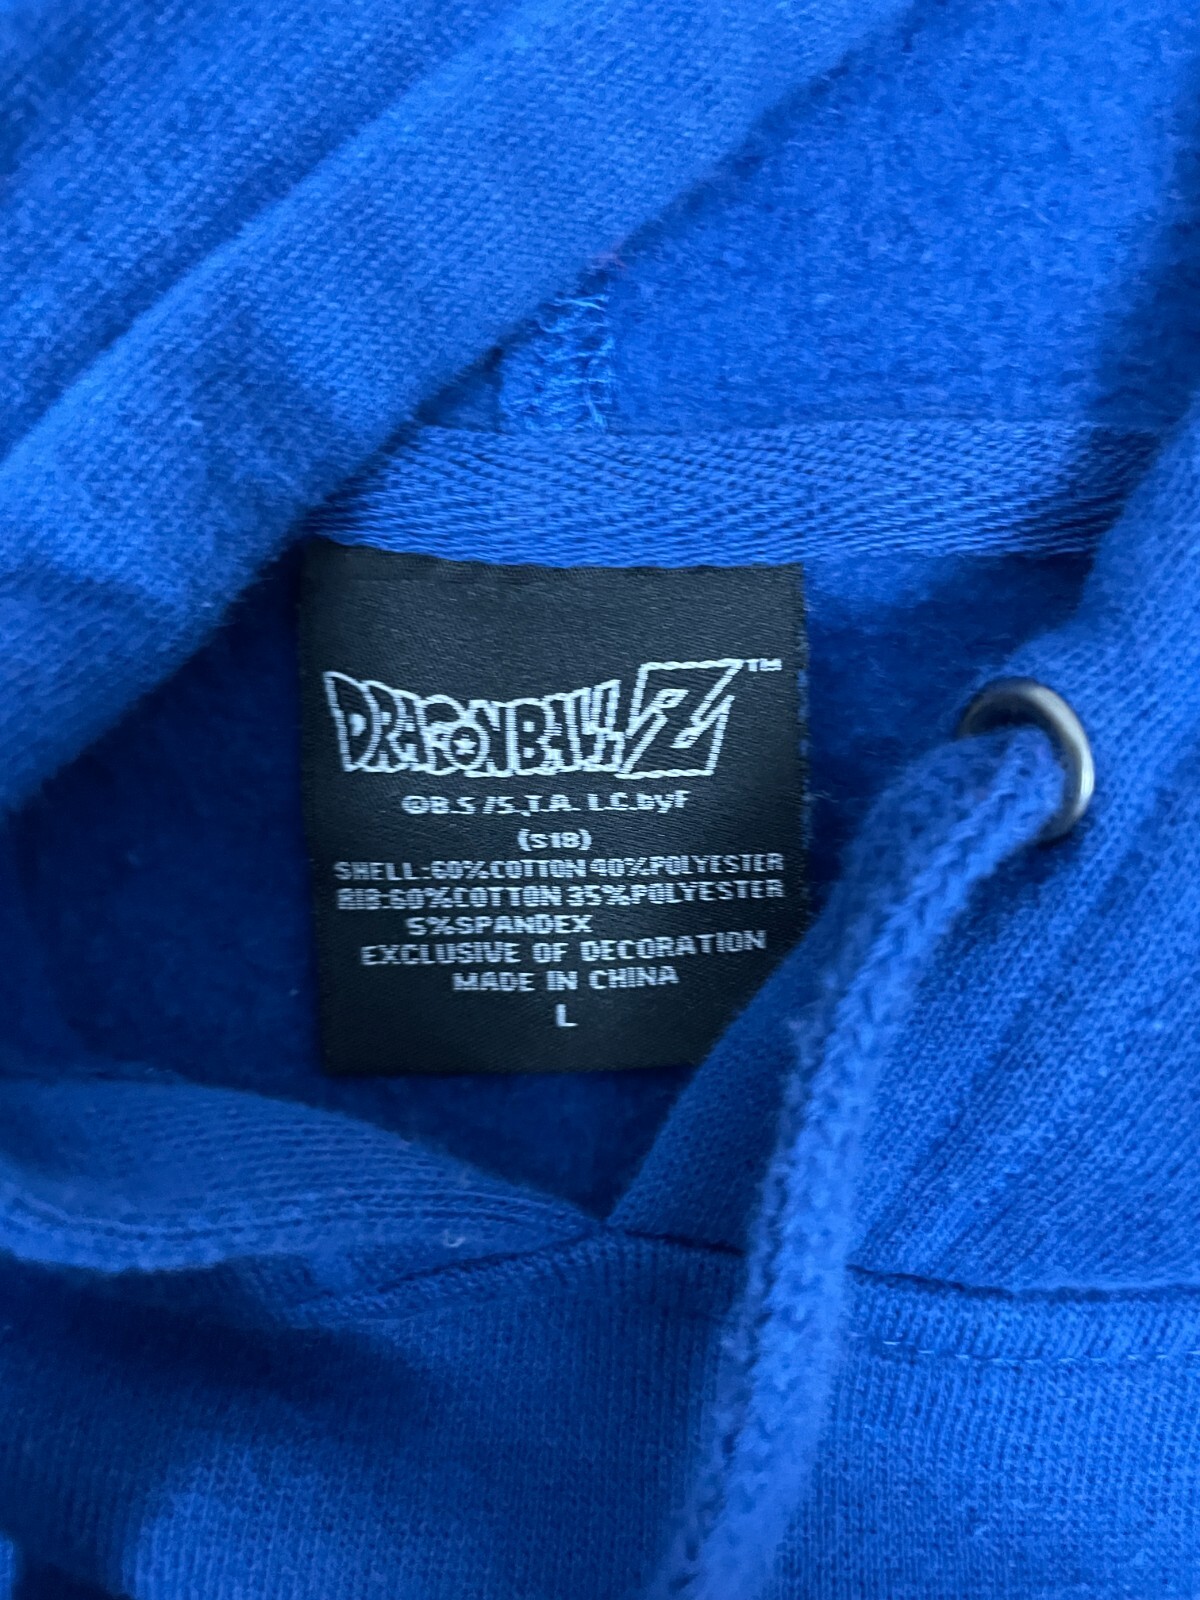 DRAGONBALL Z™
©B.S/S.,T.A. L.C.byF
(S18)
SHELL:60%COTTON 40%POLYESTER
RIB:60%COTTON 35%POLYESTER
5%SPANDEX
EXCLUSIVE OF DECORATION
MADE IN CHINA
L